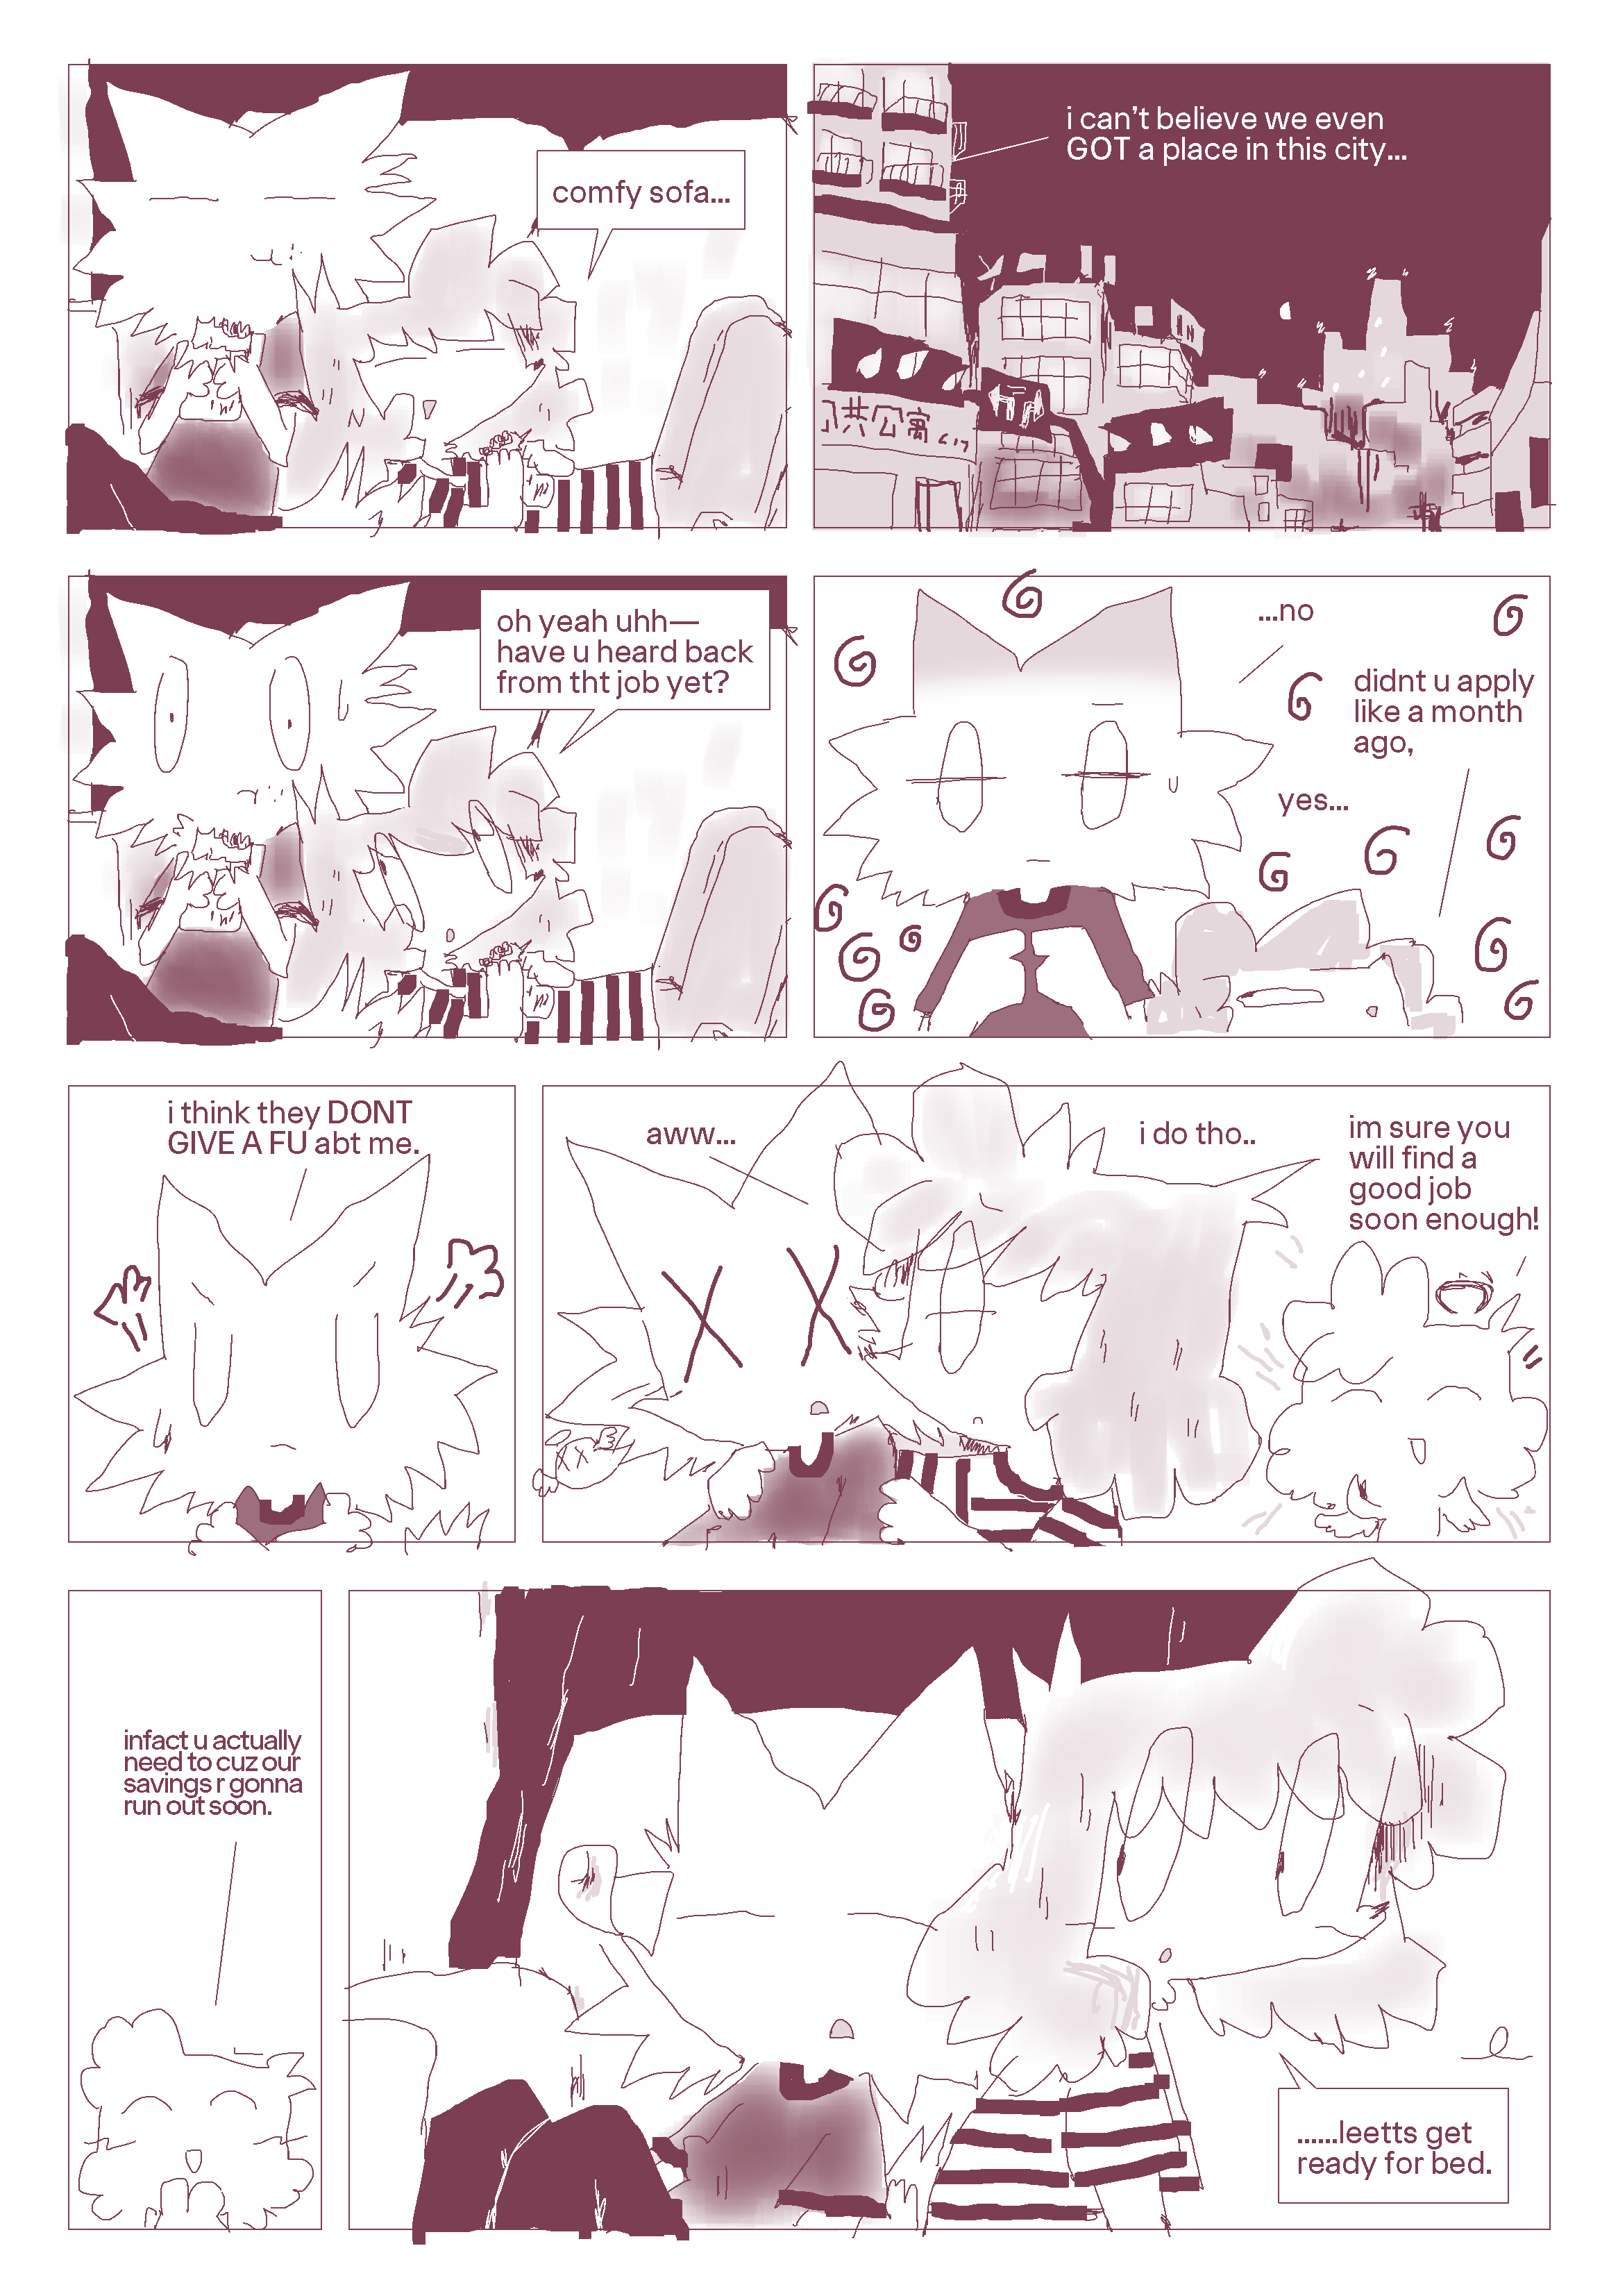 comfy sofa...
i can't believe we even
GOT a place in this city...
共公寓
oh yeah uhh—
have u heard back
from tht job yet?
...no
didnt u apply
like a month
ago,
yes...
i think they DONT
GIVE A FU abt me.
aww...
i do tho..
im sure you
will find a
good job
soon enough!
infact u actually
need to cuz our
savings r gonna
run out soon.
......leetts get
ready for bed.